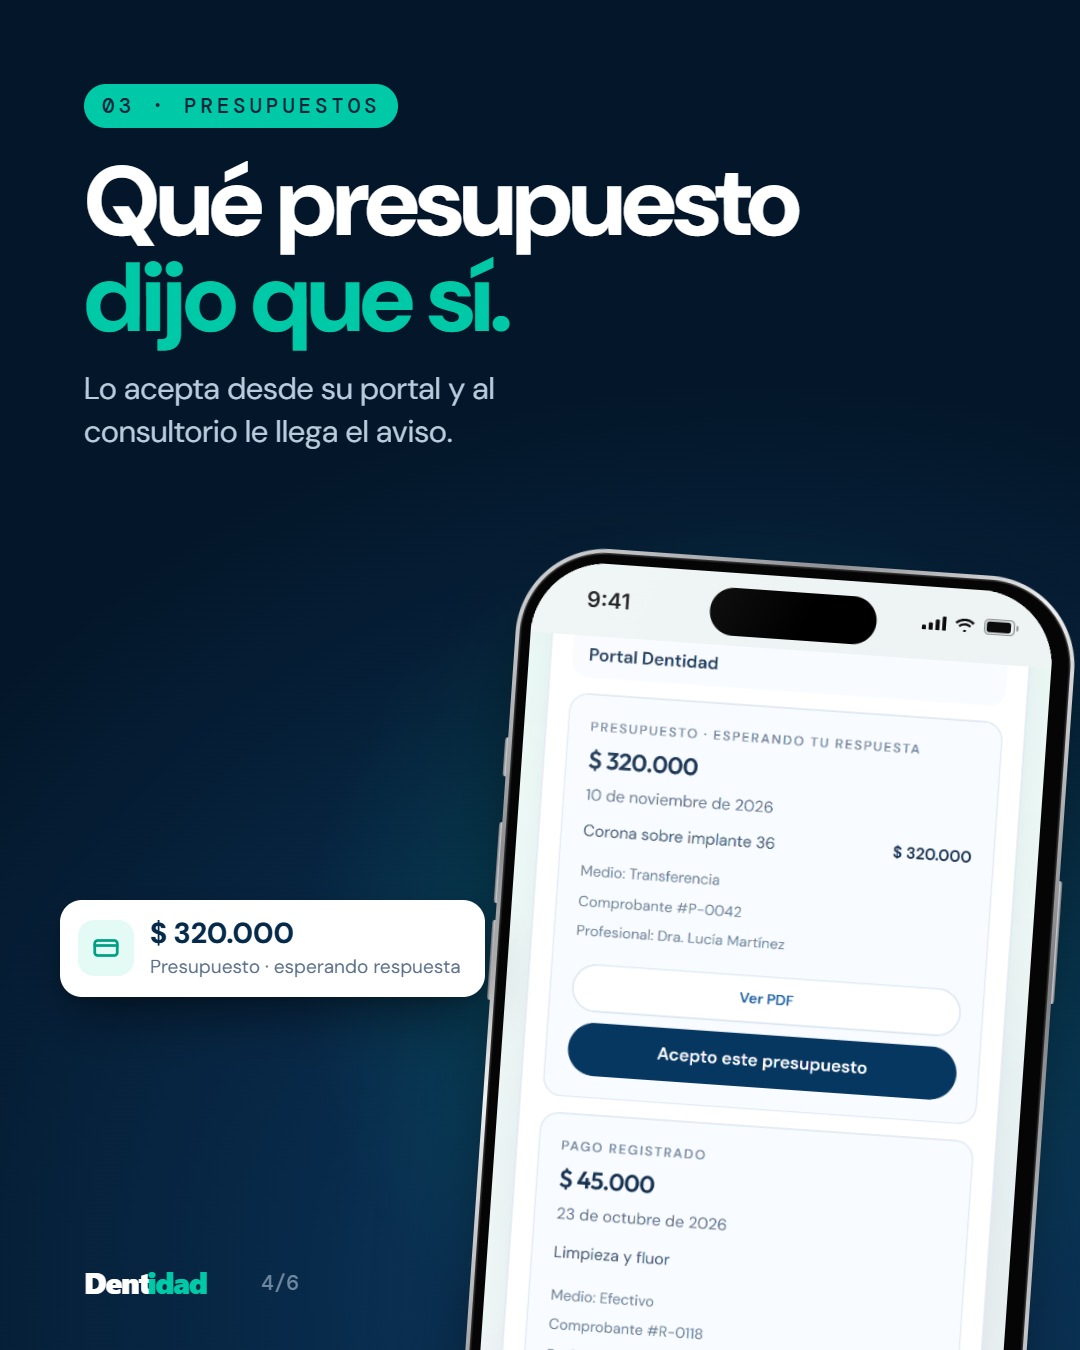 03 · PRESUPUESTOS
Qué presupuesto
dijo que sí.
Lo acepta desde su portal y al
consultorio le llega el aviso.
9:41
Portal Dentidad
PRESUPUESTO · ESPERANDO TU RESPUESTA
$ 320.000
10 de noviembre de 2026
Corona sobre implante 36
$ 320.000
Medio: Transferencia
Comprobante #P-0042
Profesional: Dra. Lucía Martínez
Ver PDF
Acepto este presupuesto
$ 320.000
Presupuesto · esperando respuesta
PAGO REGISTRADO
$ 45.000
23 de octubre de 2026
Limpieza y fluor
Medio: Efectivo
Comprobante #R-0118
Dentidad
4/6